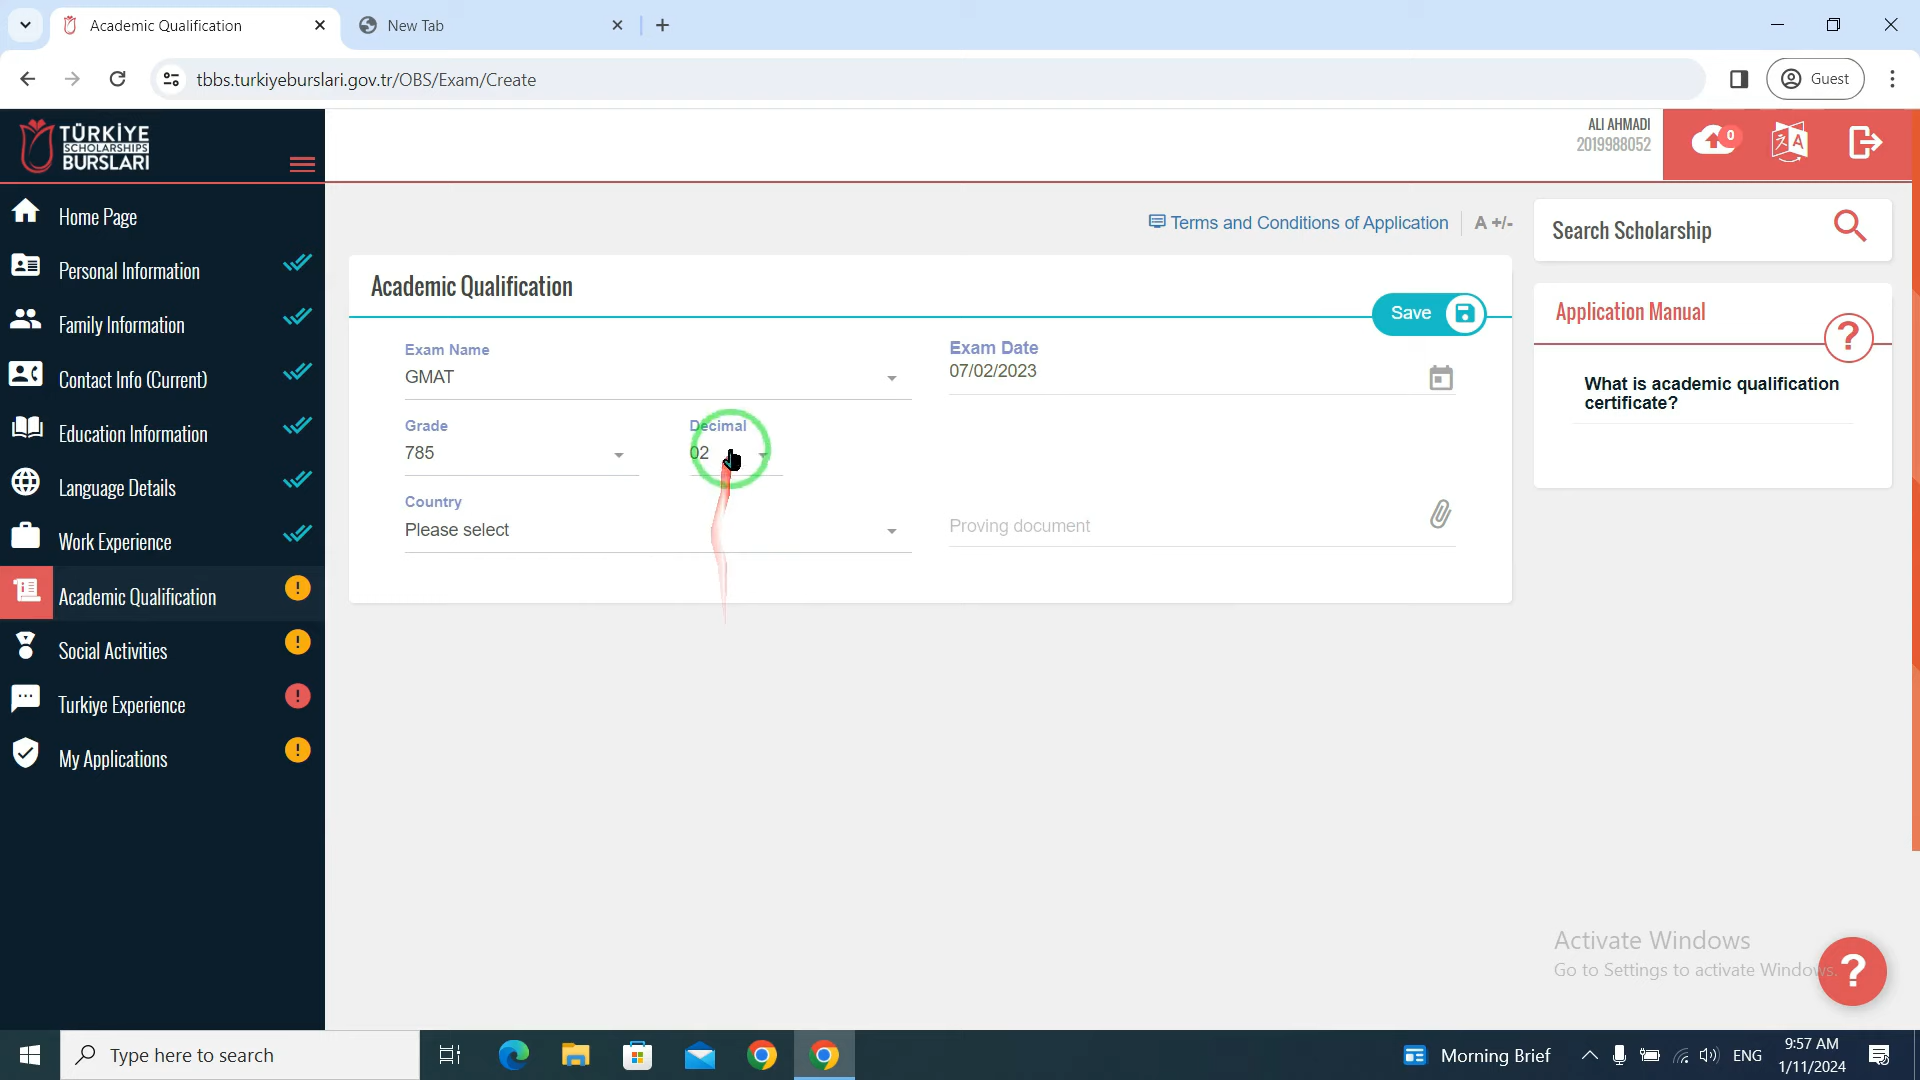 Academic Qualification
New Tab
tbbs.turkiyeburslari.gov.tr/OBS/Exam/Create
Guest
TÜRKİYE
SCHOLARSHIPS
BURSLARI
ALI AHMADI
2019988052
0
A
Home Page
Personal Information
Family Information
Contact Info (Current)
Education Information
Language Details
Work Experience
Academic Qualification
Social Activities
Turkiye Experience
My Applications
Terms and Conditions of Application
A +/-
Academic Qualification
Save
Exam Name
GMAT
Exam Date
07/02/2023
Grade
785
Decimal
02
Country
Please select
Proving document
Search Scholarship
Application Manual
?
What is academic qualification
certificate?
Activate Windows
Go to Settings to activate Windows.
?
Type here to search
Morning Brief
ENG
9:57 AM
1/11/2024